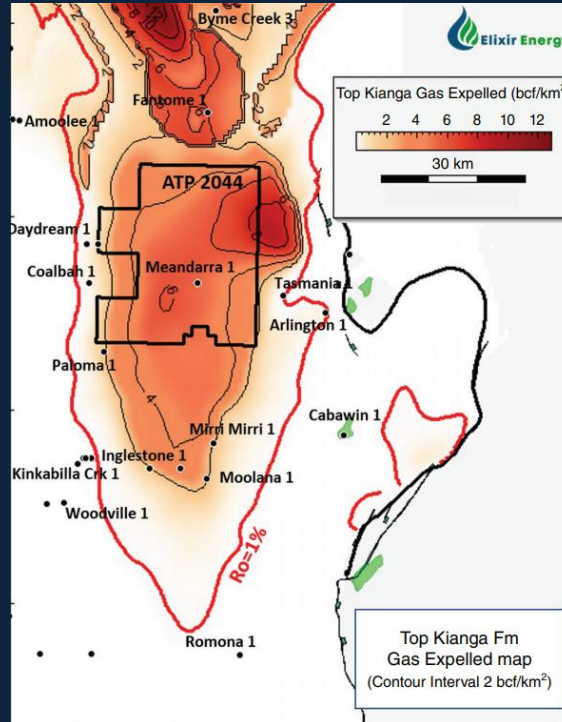 Byrne Creek 3
Elixir Energ
Top Kianga Gas Expelled (bcf/km²
2 4 6 8 10 12
30 km
Fantome 1
Amoolee 1
ATP 2044
Daydream 1
Coalbah 1
Meandarra 1
Tasmania 1
Arlington 1
Paloma 1
Cabawin 1
Mirri Mirri 1
Inglestone 1
Kinkabilla Crk 1
Moolana 1
Woodville 1
4
6
Ro=1%
Romona 1
Top Kianga Fm
Gas Expelled map
(Contour Interval 2 bcf/km²)